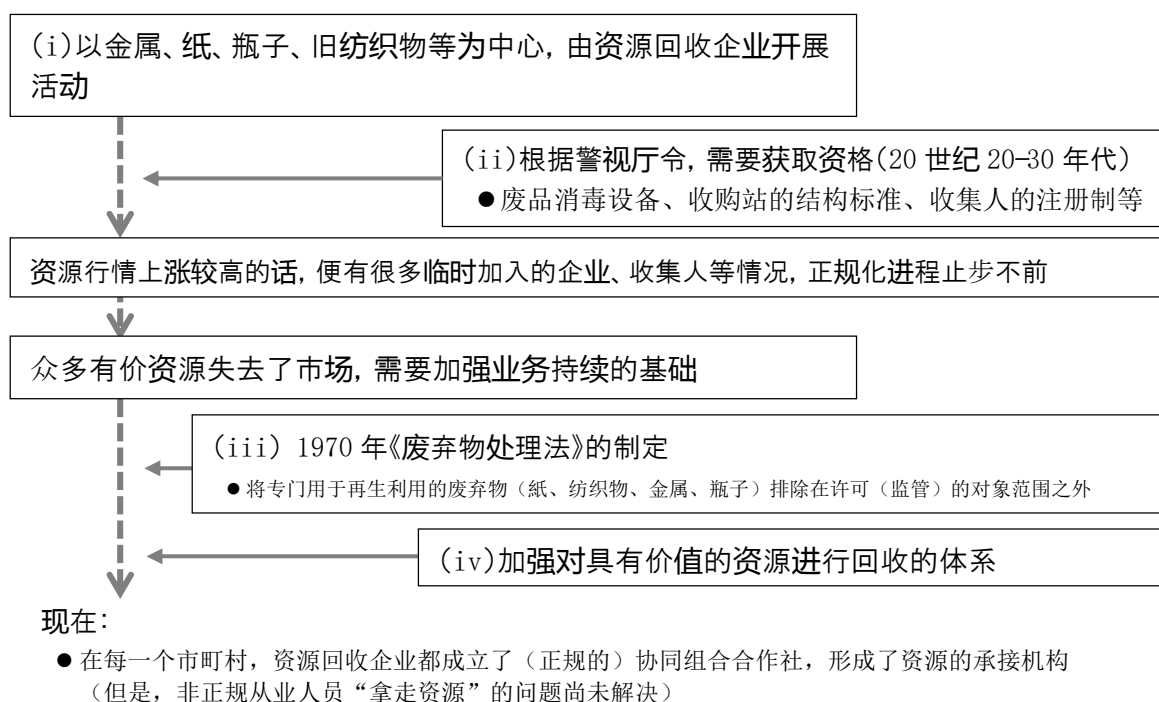 (i)以金属、纸、瓶子、旧纺织物等为中心，由资源回收企业开展
活动
(ii)根据警视厅令，需要获取资格(20 世纪 20-30 年代)
●废品消毒设备、收购站的结构标准、收集人的注册制等
资源行情上涨较高的话，便有很多临时加入的企业、收集人等情况，正规化进程止步不前
众多有价资源失去了市场，需要加强业务持续的基础
(iii) 1970 年《废弃物处理法》的制定
●将专门用于再生利用的废弃物（紙、纺织物、金属、瓶子）排除在许可（监管）的对象范围之外
(iv)加强对具有价值的资源进行回收的体系
现在：
●在每一个市町村，资源回收企业都成立了（正规的）协同组合合作社，形成了资源的承接机构
（但是，非正规从业人员“拿走资源”的问题尚未解决）